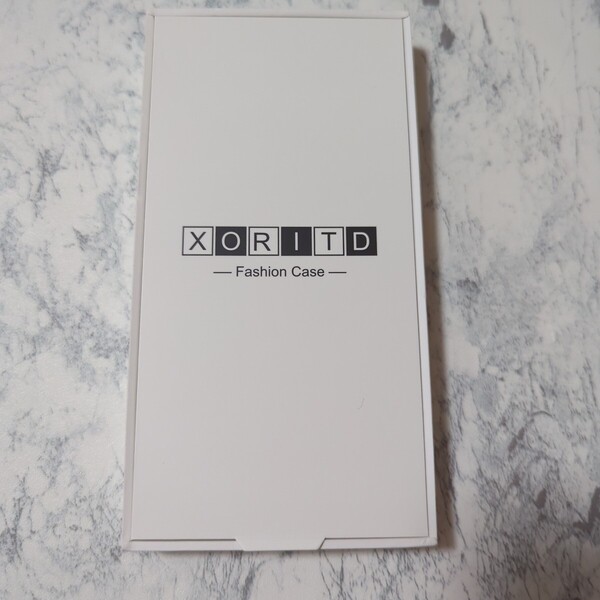 XORITD
— Fashion Case —